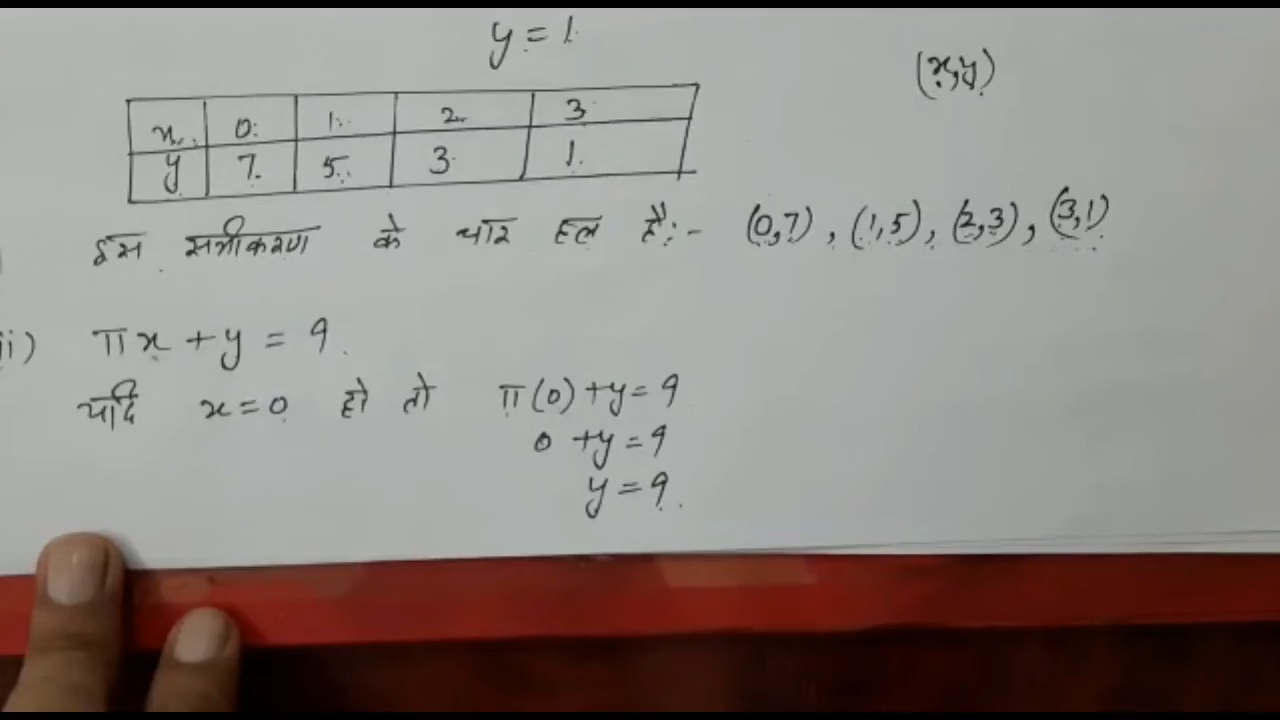 y = 1
(x,y)
x 0 1 2 3
y 7 5 3 1
इस समीकरण के चार हल हैं:- (0,7), (1,5), (2,3), (3,1)
ii) πx + y = 9
यदि x = 0 हो तो π(0) + y = 9
0 + y = 9
y = 9